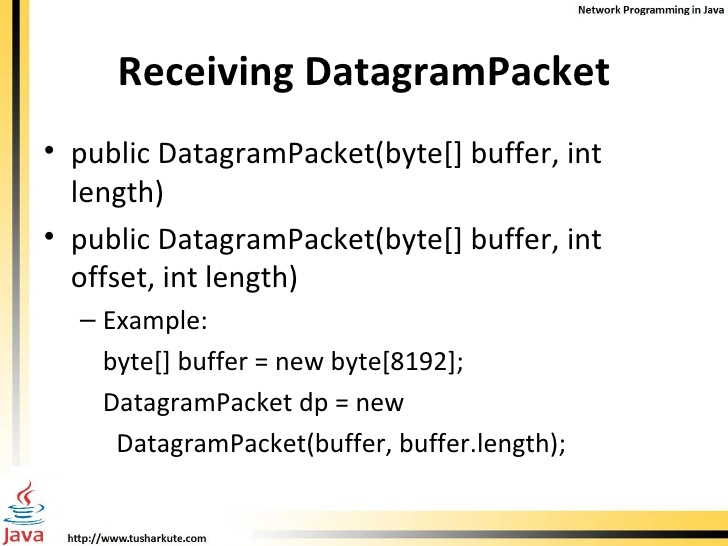 Network Programming in Java
Receiving DatagramPacket
• public DatagramPacket(byte[] buffer, int
length)
• public DatagramPacket(byte[] buffer, int
offset, int length)
– Example:
byte[] buffer = new byte[8192];
DatagramPacket dp = new
DatagramPacket(buffer, buffer.length);
Java
http://www.tusharkute.com